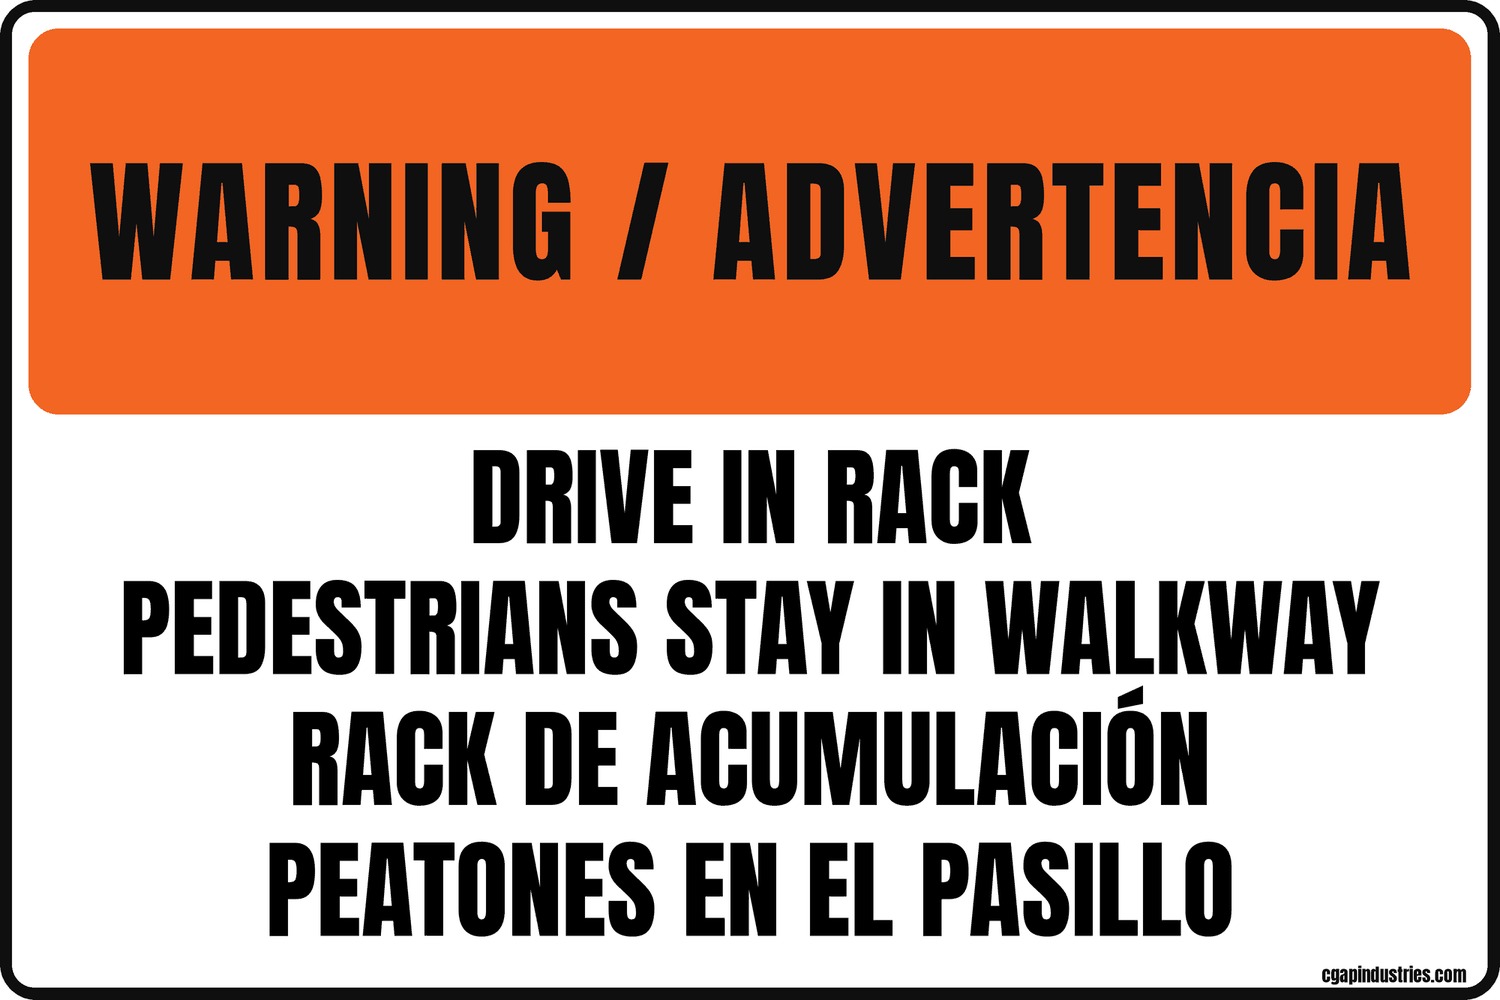 WARNING / ADVERTENCIA
DRIVE IN RACK
PEDESTRIANS STAY IN WALKWAY
RACK DE ACUMULACIÓN
PEATONES EN EL PASILLO
cgapindustries.com